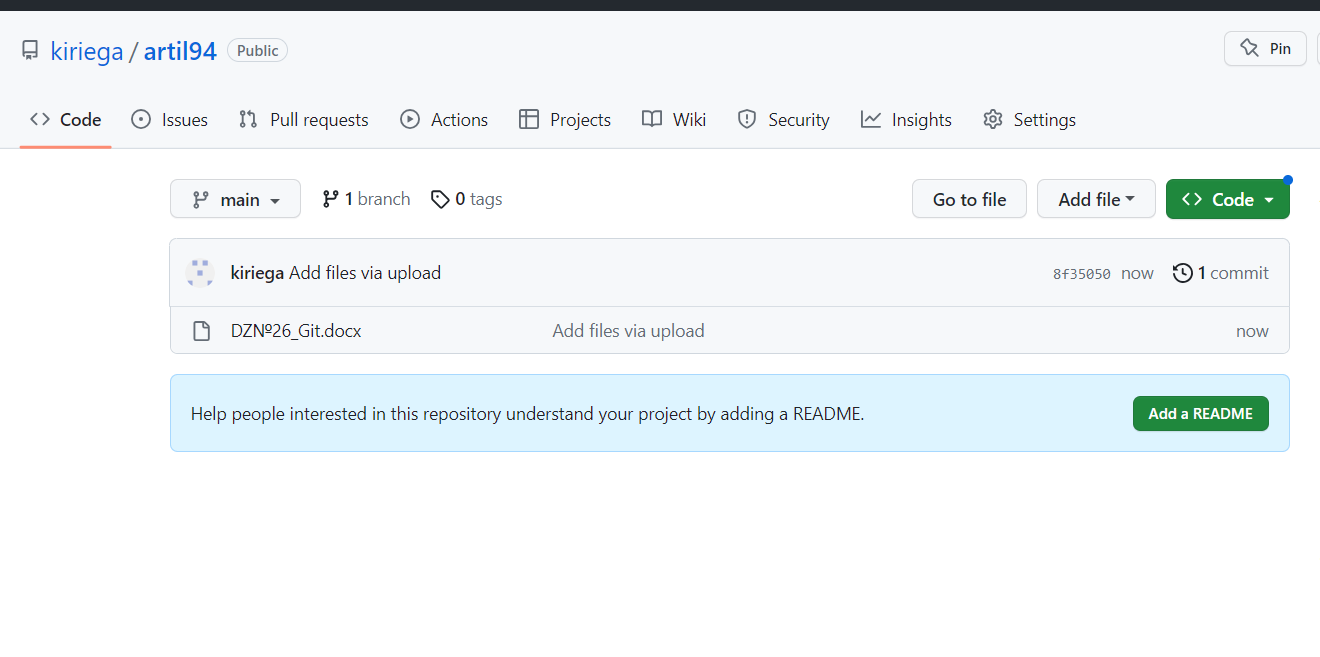 kiriega / artil94 Public Pin
Code Issues Pull requests Actions Projects Wiki Security Insights Settings
main 1 branch 0 tags Go to file Add file Code
kiriega Add files via upload 8f35050 now 1 commit
DZ№26_Git.docx Add files via upload now
Help people interested in this repository understand your project by adding a README. Add a README